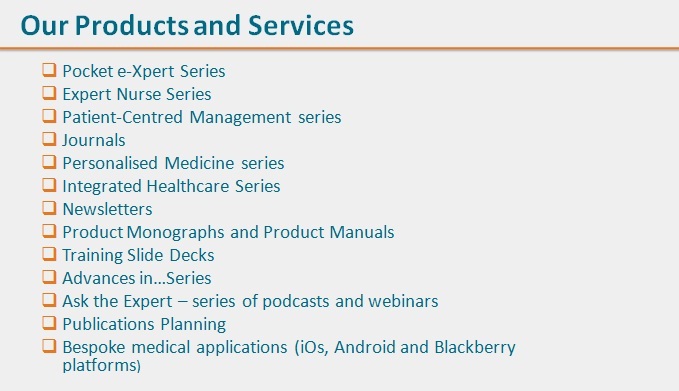 Our Products and Services
Pocket e-Xpert Series
Expert Nurse Series
Patient-Centred Management series
Journals
Personalised Medicine series
Integrated Healthcare Series
Newsletters
Product Monographs and Product Manuals
Training Slide Decks
Advances in...Series
Ask the Expert – series of podcasts and webinars
Publications Planning
Bespoke medical applications (iOs, Android and Blackberry
platforms)